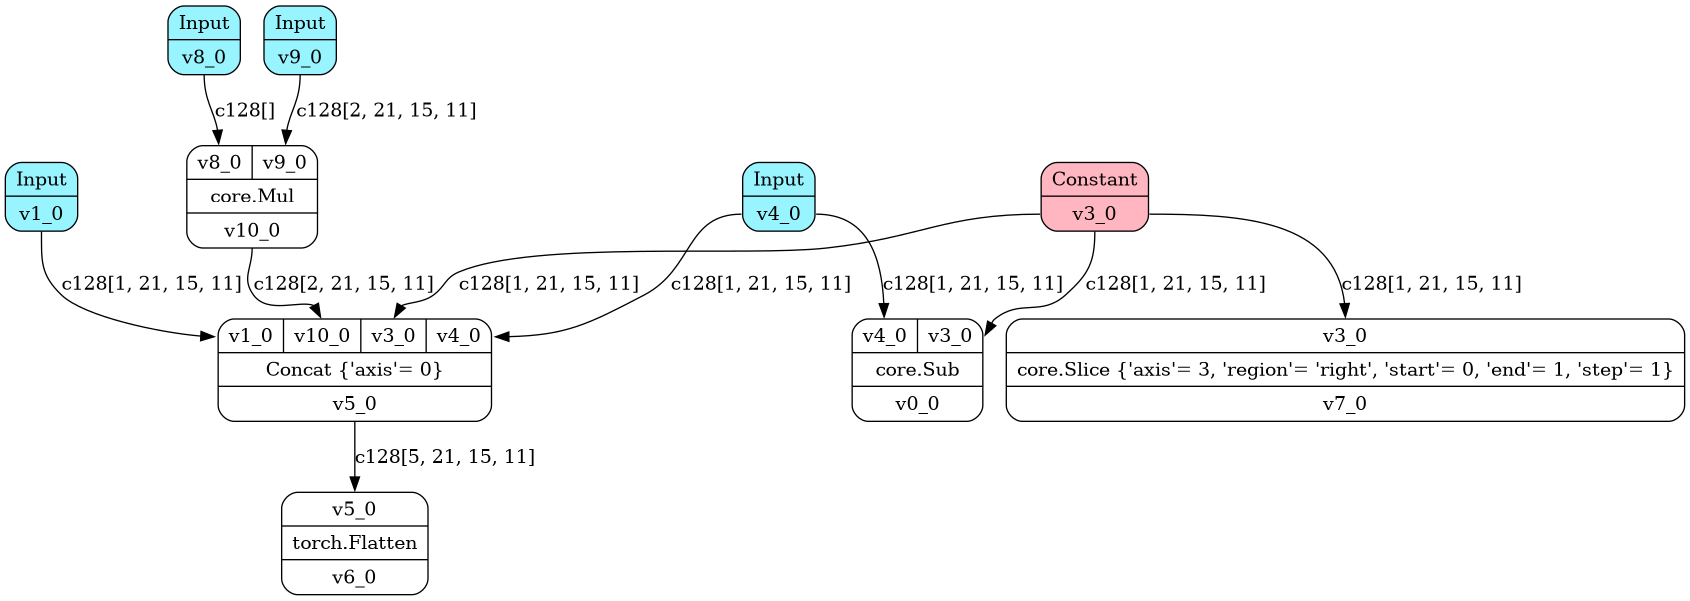 Input
v8_0
Input
v9_0
c128[]
c128[2, 21, 15, 11]
v8_0 v9_0
core.Mul
v10_0
Input
v1_0
Input
v4_0
Constant
v3_0
c128[1, 21, 15, 11]
c128[2, 21, 15, 11]
c128[1, 21, 15, 11]
c128[1, 21, 15, 11]
c128[1, 21, 15, 11]
c128[1, 21, 15, 11]
c128[1, 21, 15, 11]
v1_0 v10_0 v3_0 v4_0
Concat {'axis'= 0}
v5_0
v4_0 v3_0
core.Sub
v0_0
v3_0
core.Slice {'axis'= 3, 'region'= 'right', 'start'= 0, 'end'= 1, 'step'= 1}
v7_0
c128[5, 21, 15, 11]
v5_0
torch.Flatten
v6_0